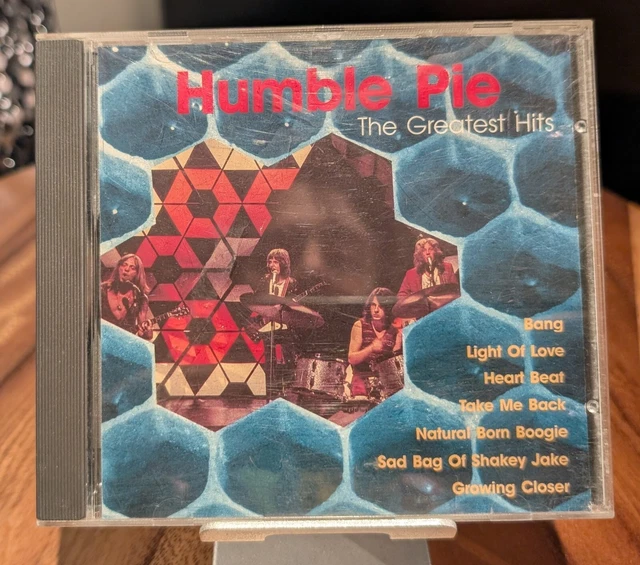 Humble Pie
The Greatest Hits
Bang
Light Of Love
Heart Beat
Take Me Back
Natural Born Boogie
Sad Bag Of Shakey Jake
Growing Closer